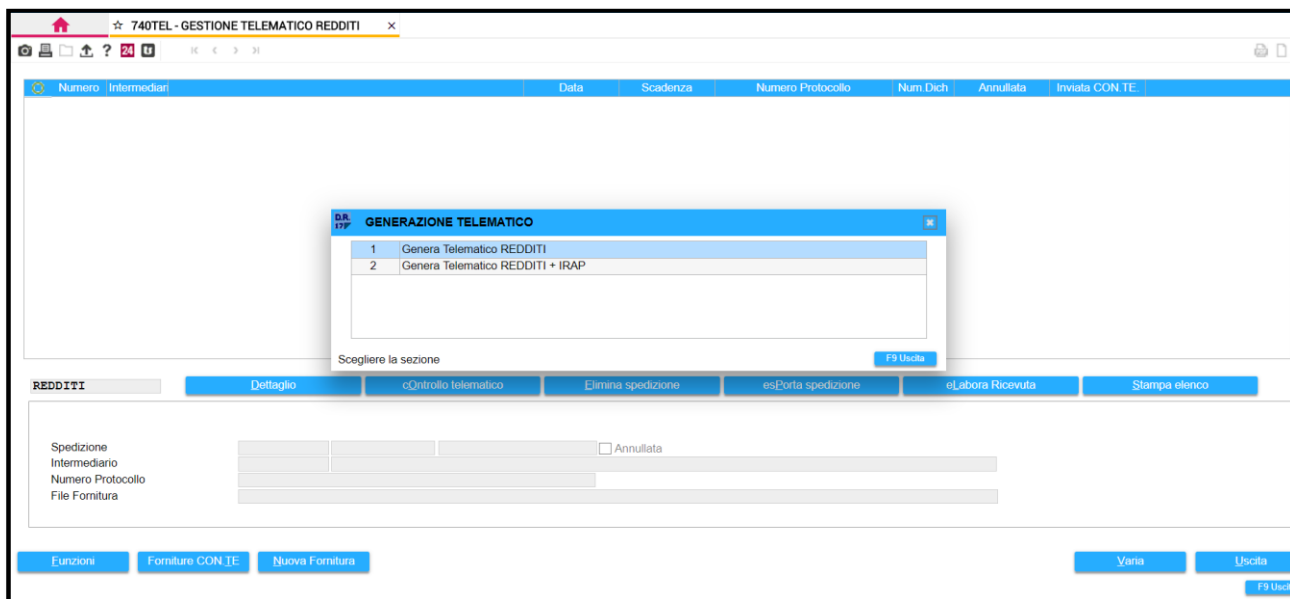 ☆ 740TEL - GESTIONE TELEMATICO REDDITI ×
? 24
Numero Intermediari Data Scadenza Numero Protocollo Num.Dich Annullata Inviata CON.TE.
D.R. 17 GENERAZIONE TELEMATICO
1 Genera Telematico REDDITI
2 Genera Telematico REDDITI + IRAP
Scegliere la sezione F9 Uscita
REDDITI Dettaglio cOntrollo telematico Elimina spedizione esPorta spedizione eLabora Ricevuta Stampa elenco
Spedizione Annullata
Intermediario
Numero Protocollo
File Fornitura
Funzioni Forniture CON.TE Nuova Fornitura Varia Uscita
F9 Uscit